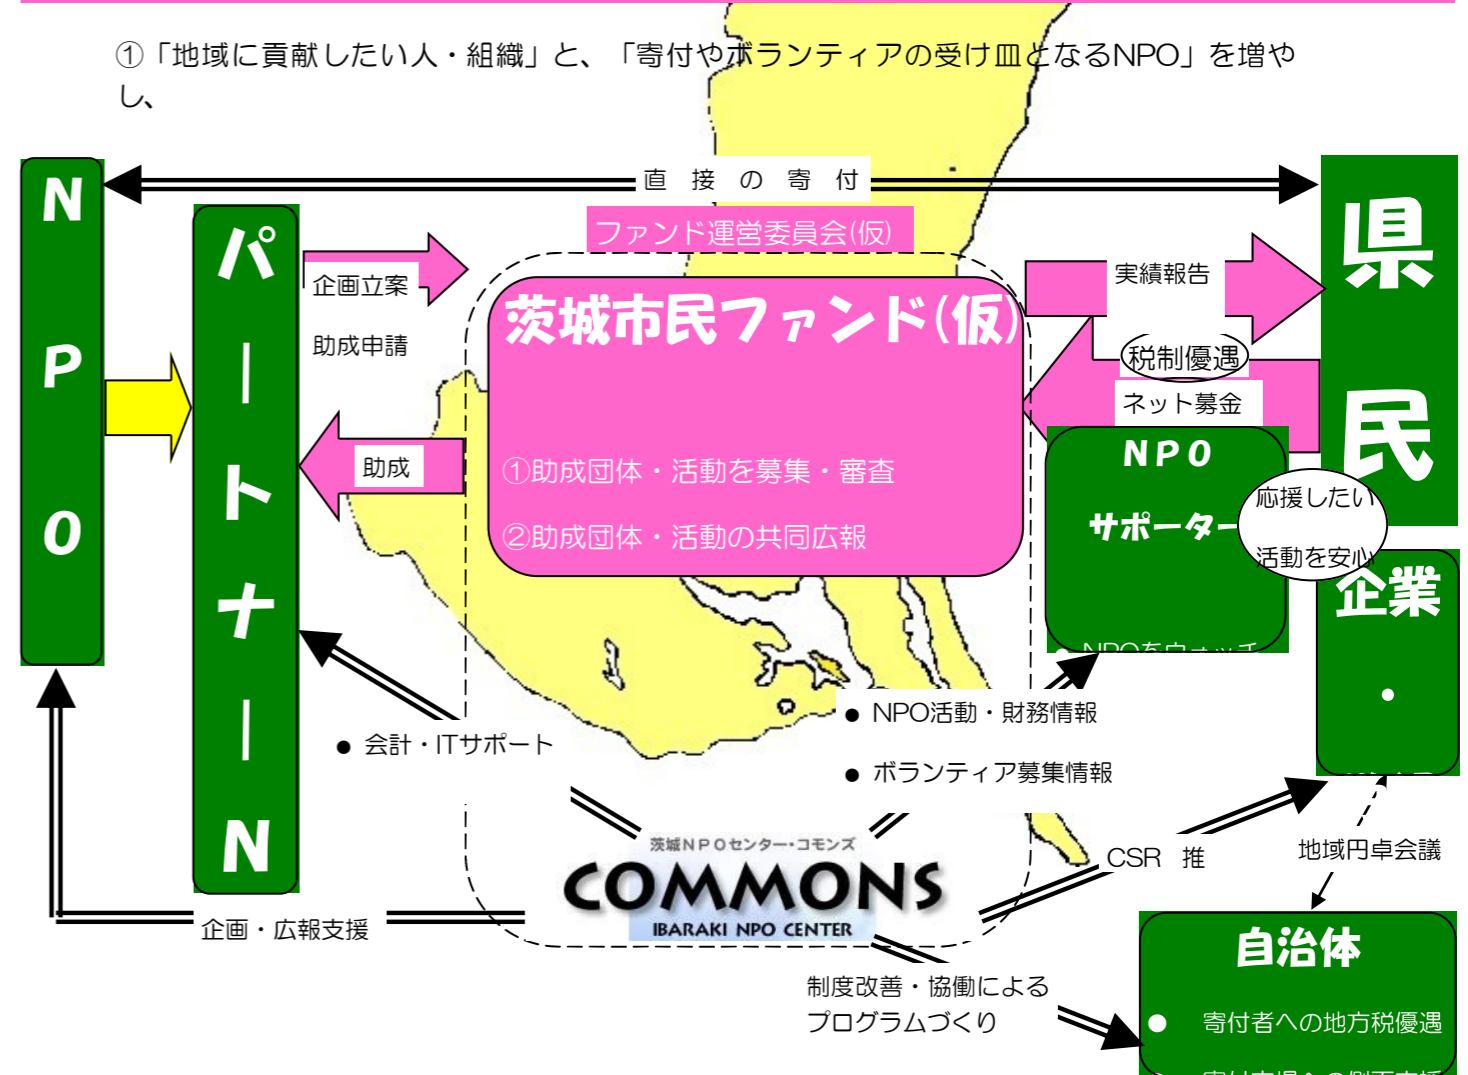 ①「地域に貢献したい人・組織」と、「寄付やボランティアの受け皿となるNPO」を増や
し、
直接の寄付
NPO
パートナーN
ファンド運営委員会(仮)
茨城市民ファンド(仮)
①助成団体・活動を募集・審査
②助成団体・活動の共同広報
企画立案
助成申請
助成
実績報告
税制優遇
ネット募金
県民
NPO
サポーター
● NPOをウォッチ
応援したい
活動を安心
企業
・
● 会計・ITサポート
● NPO活動・財務情報
● ボランティア募集情報
茨城NPOセンター・コモンズ
COMMONS
IBARAKI NPO CENTER
企画・広報支援
CSR 推
地域円卓会議
制度改善・協働による
プログラムづくり
自治体
● 寄付者への地方税優遇